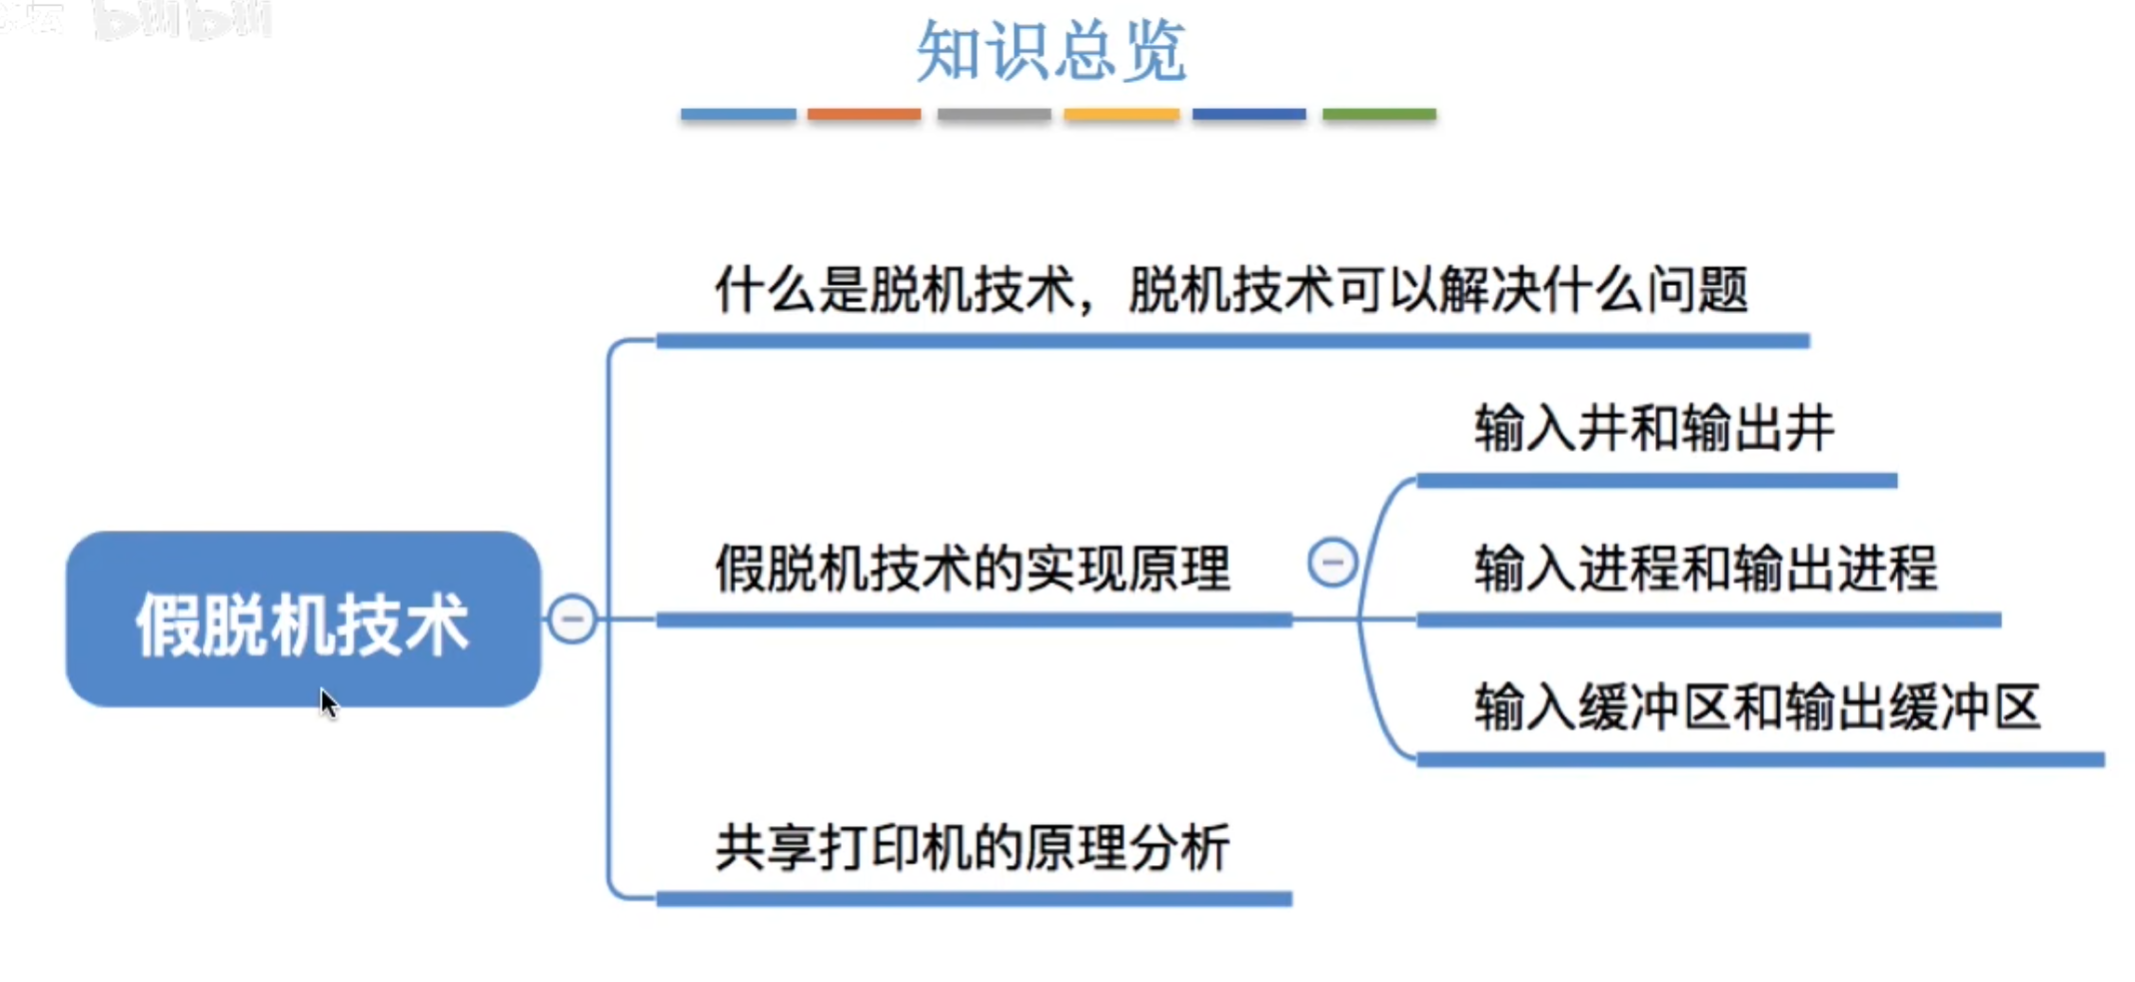 bilibili
知识总览
什么是脱机技术，脱机技术可以解决什么问题
输入井和输出井
假脱机技术的实现原理
输入进程和输出进程
假脱机技术
输入缓冲区和输出缓冲区
共享打印机的原理分析